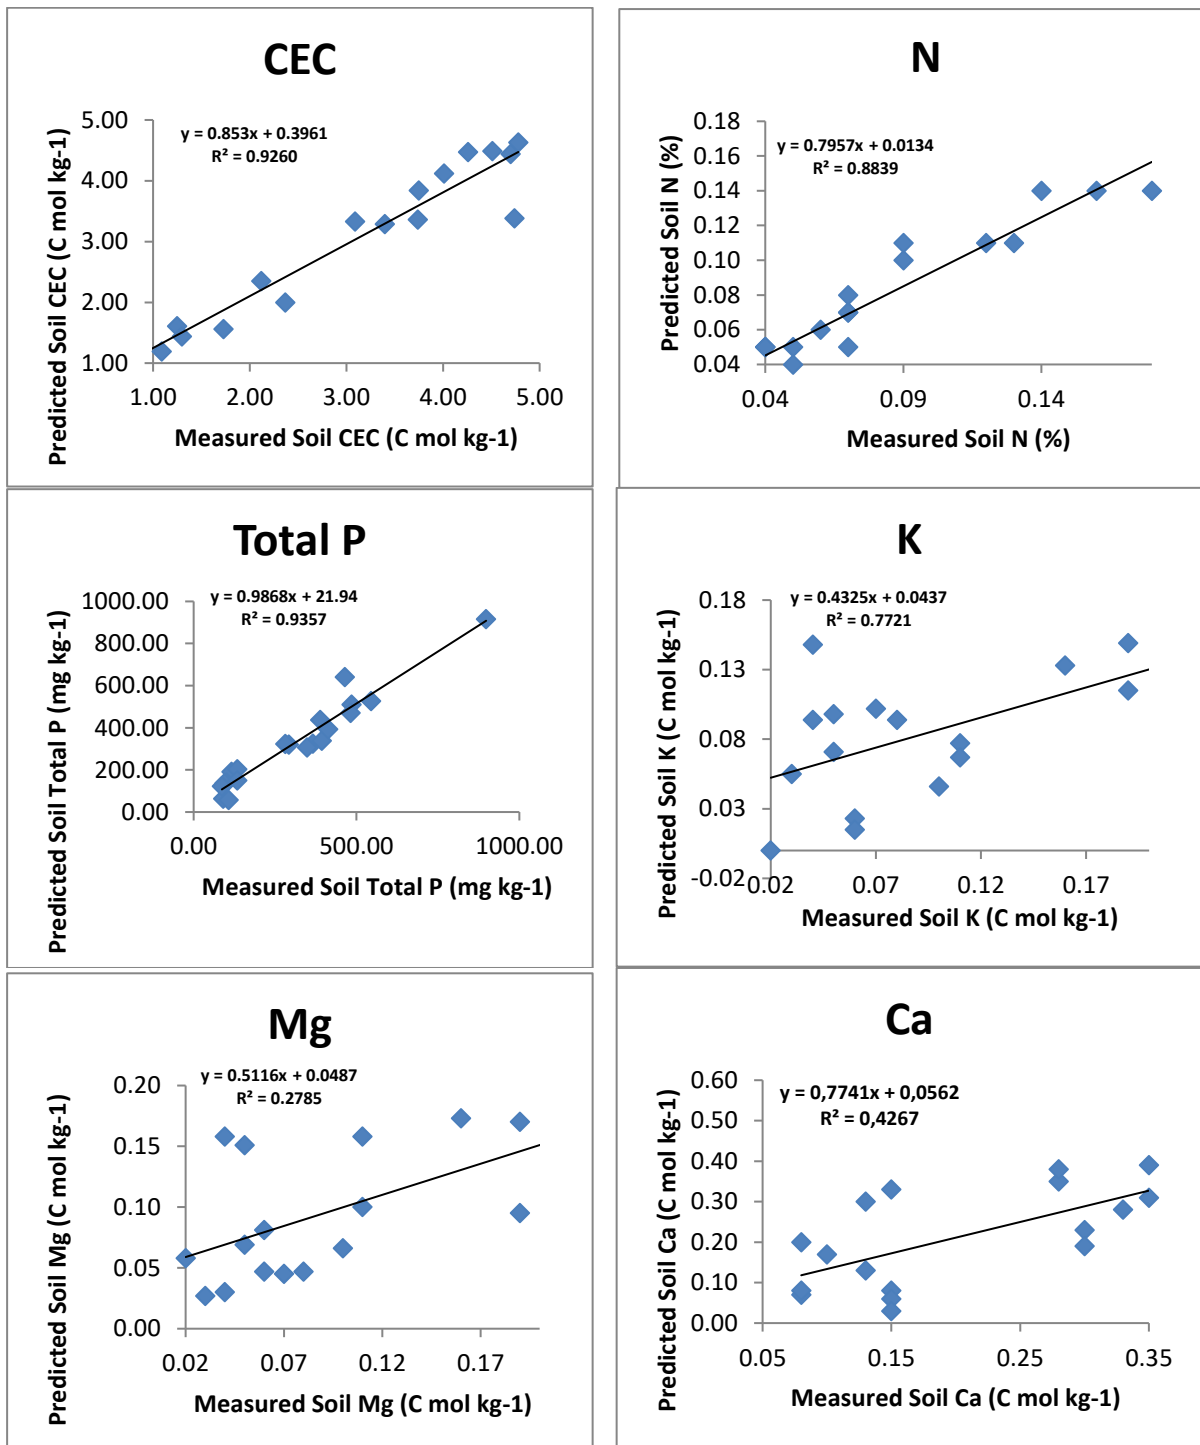 CEC
y = 0.853x + 0.3961
R² = 0.9260
Predicted Soil CEC (C mol kg-1)
5.00
4.00
3.00
2.00
1.00
1.00 2.00 3.00 4.00 5.00
Measured Soil CEC (C mol kg-1)
N
y = 0.7957x + 0.0134
R² = 0.8839
Predicted Soil N (%)
0.18
0.16
0.14
0.12
0.10
0.08
0.06
0.04
0.04 0.09 0.14
Measured Soil N (%)
Total P
y = 0.9868x + 21.94
R² = 0.9357
Predicted Soil Total P (mg kg-1)
1000.00
800.00
600.00
400.00
200.00
0.00
0.00 500.00 1000.00
Measured Soil Total P (mg kg-1)
K
y = 0.4325x + 0.0437
R² = 0.7721
Predicted Soil K (C mol kg-1)
0.18
0.13
0.08
0.03
-0.02
0.02 0.07 0.12 0.17
Measured Soil K (C mol kg-1)
Mg
y = 0.5116x + 0.0487
R² = 0.2785
Predicted Soil Mg (C mol kg-1)
0.20
0.15
0.10
0.05
0.00
0.02 0.07 0.12 0.17
Measured Soil Mg (C mol kg-1)
Ca
y = 0,7741x + 0,0562
R² = 0,4267
Predicted Soil Ca (C mol kg-1)
0.60
0.50
0.40
0.30
0.20
0.10
0.00
0.05 0.15 0.25 0.35
Measured Soil Ca (C mol kg-1)